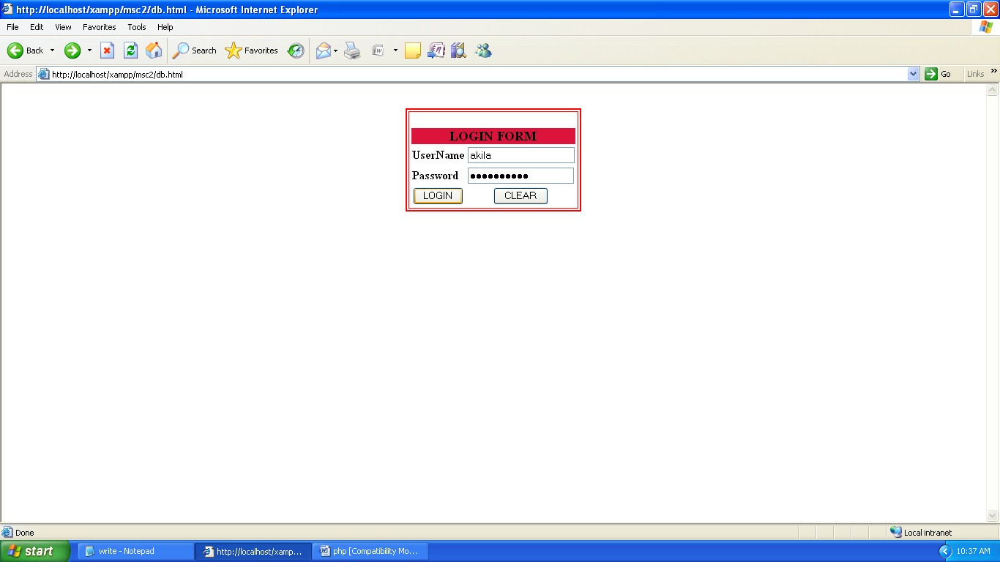 http://localhost/xampp/msc2/db.html - Microsoft Internet Explorer
File Edit View Favorites Tools Help
Back Search Favorites
Address http://localhost/xampp/msc2/db.html Go Links »
LOGIN FORM
UserName akila
Password ●●●●●●●●●●
LOGIN CLEAR
Done Local intranet
start write - Notepad http://localhost/xamp... php [Compatibility Mo... 10:37 AM